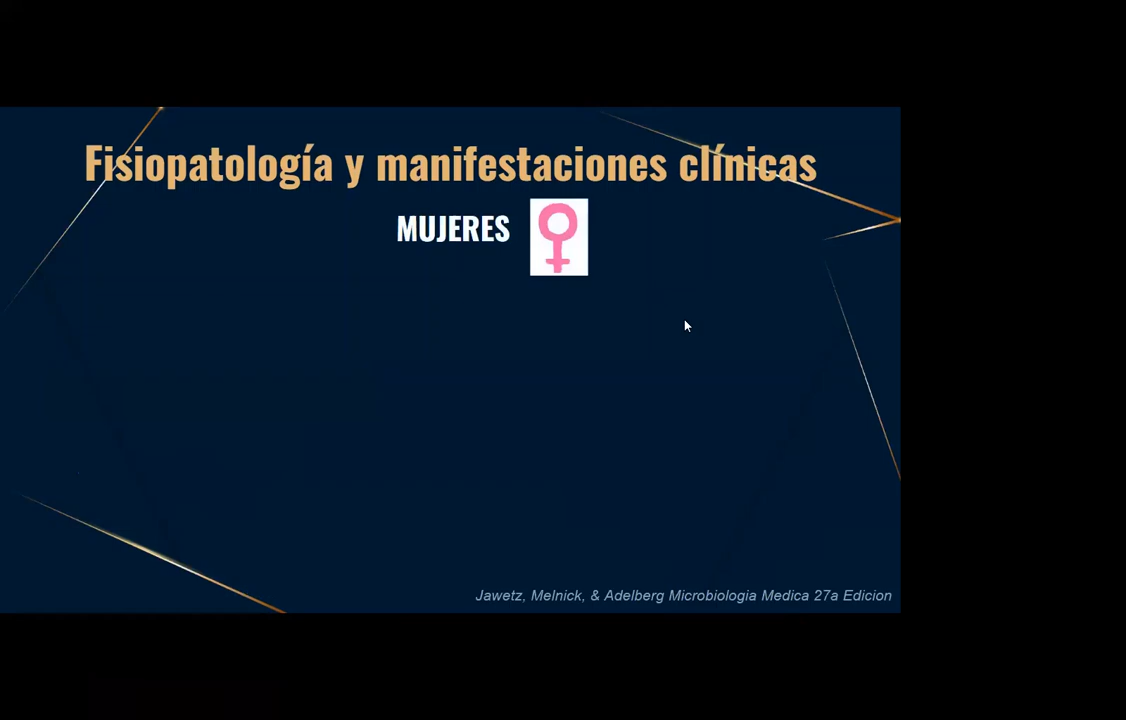 Fisiopatología y manifestaciones clínicas
MUJERES
Jawetz, Melnick, & Adelberg Microbiologia Medica 27a Edicion